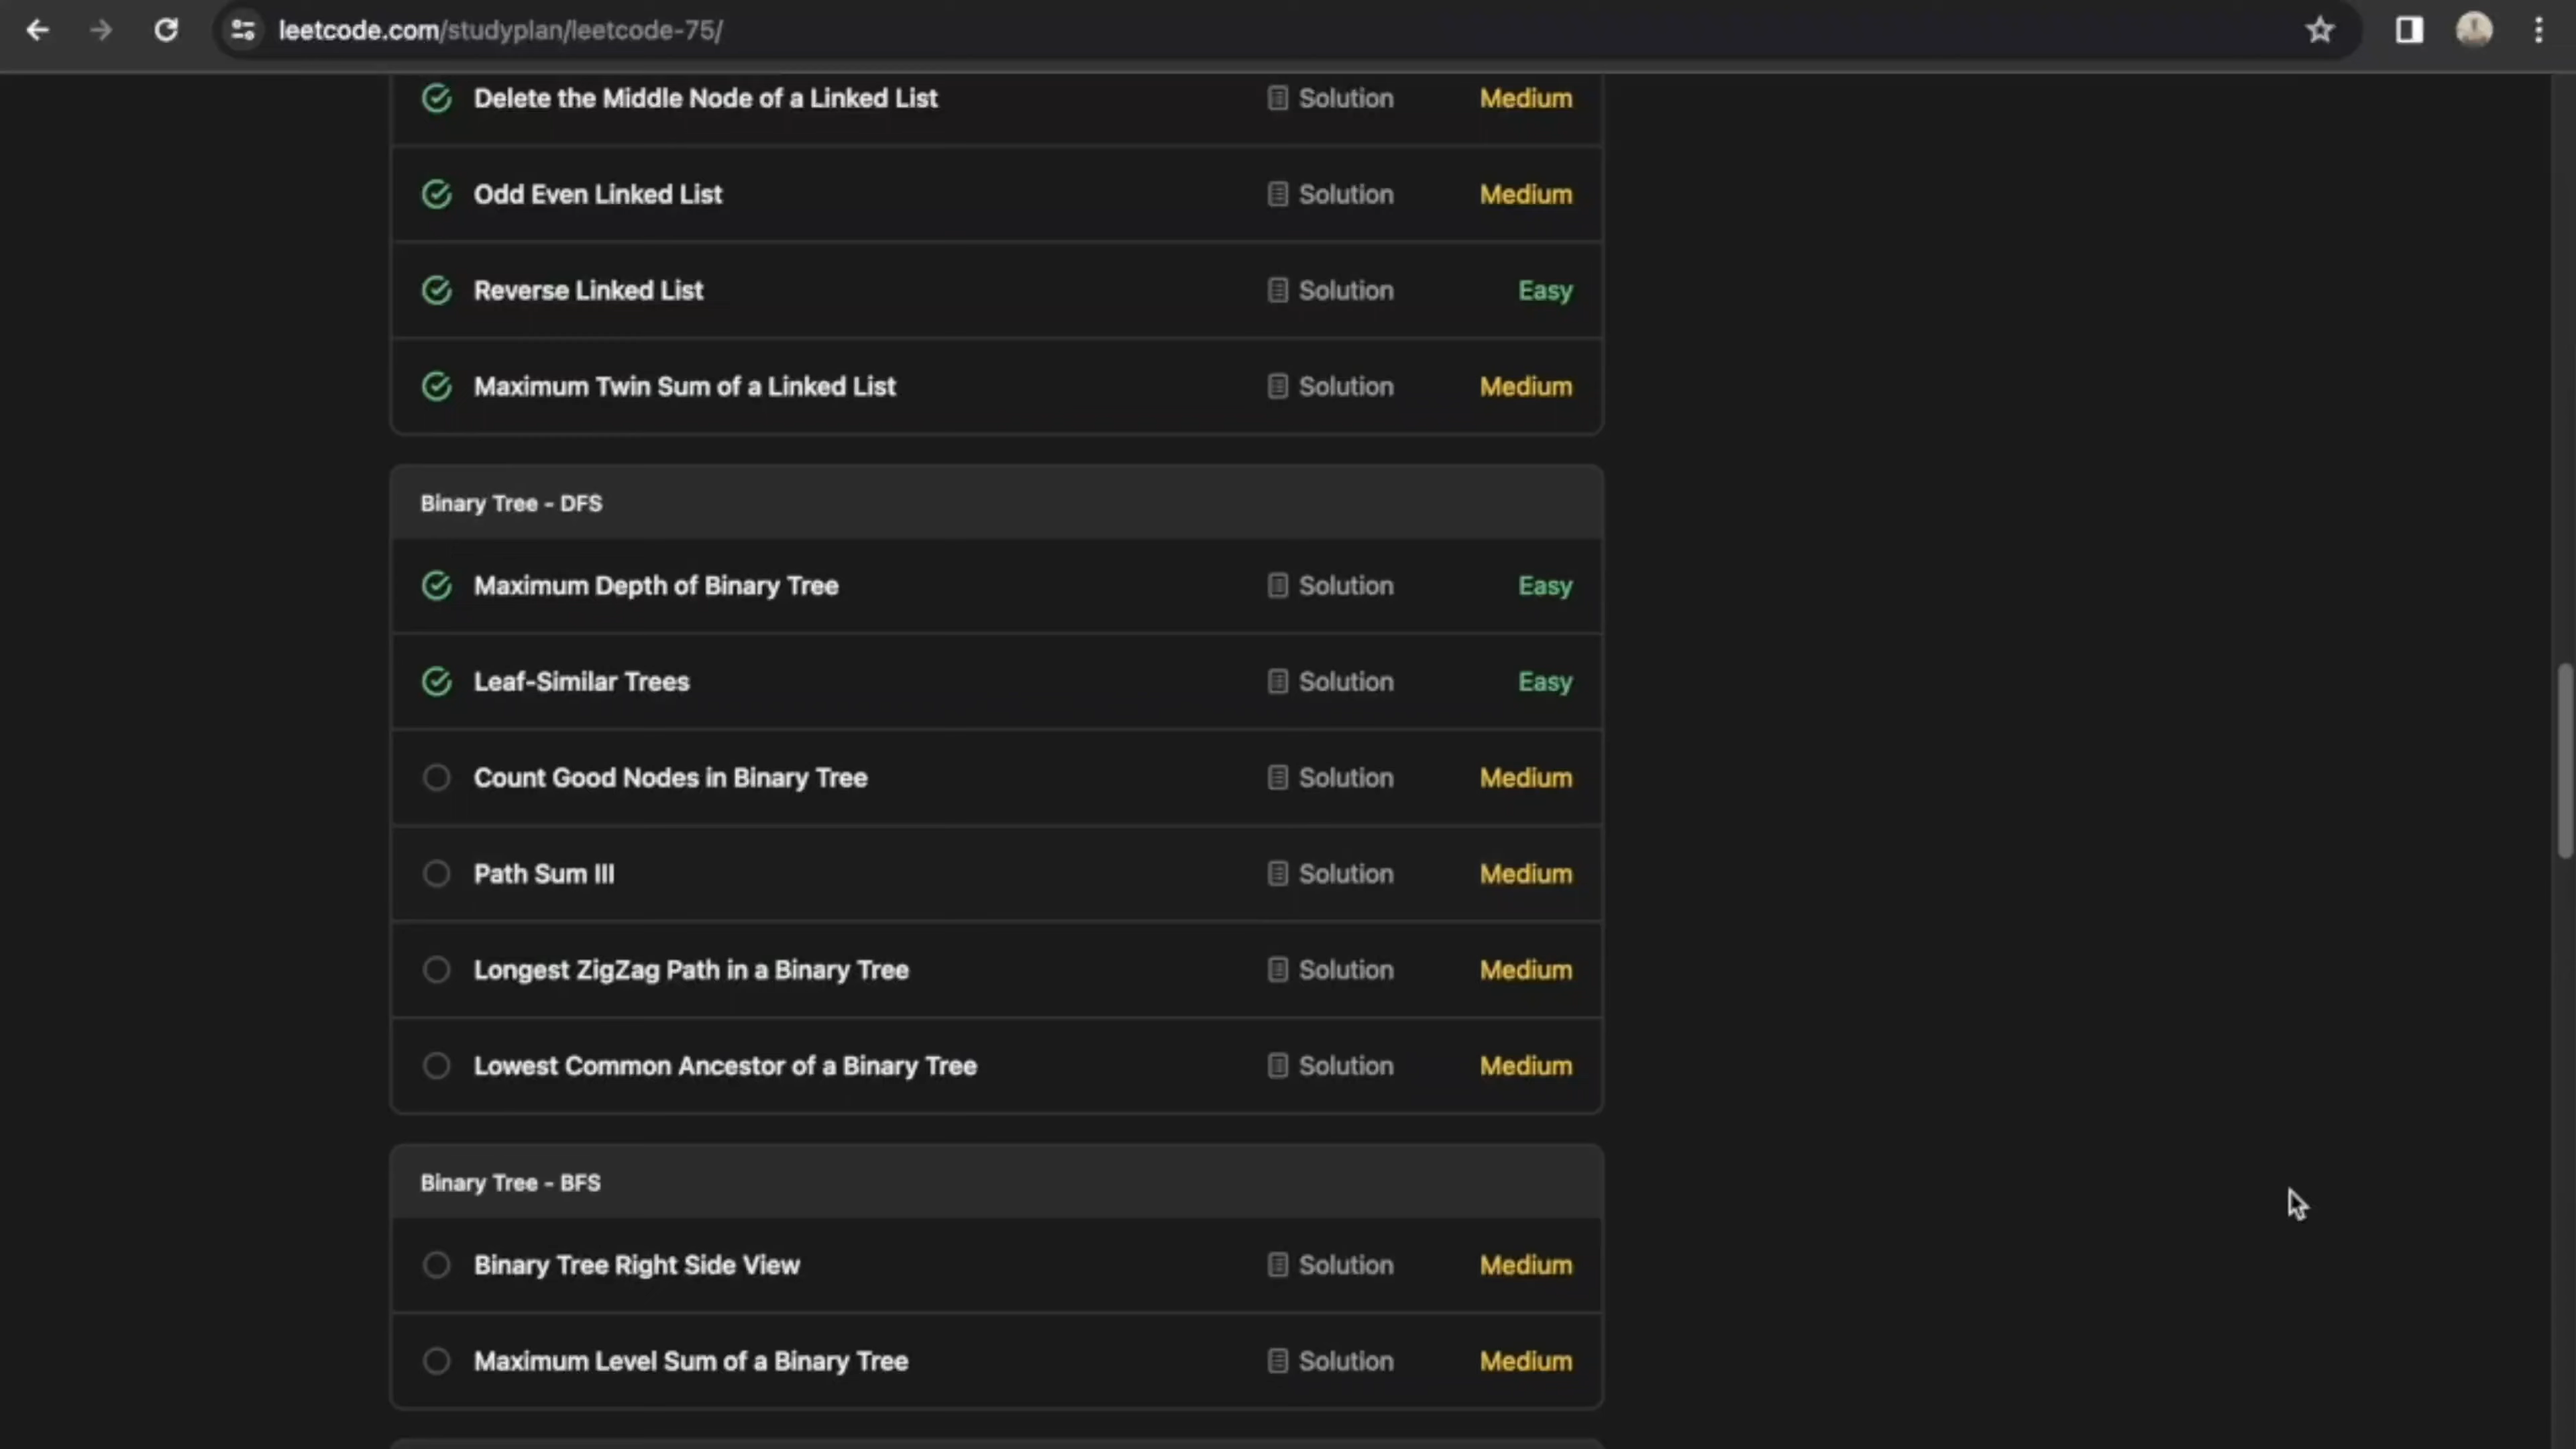 leetcode.com/studyplan/leetcode-75/
Delete the Middle Node of a Linked List Solution Medium
Odd Even Linked List Solution Medium
Reverse Linked List Solution Easy
Maximum Twin Sum of a Linked List Solution Medium
Binary Tree - DFS
Maximum Depth of Binary Tree Solution Easy
Leaf-Similar Trees Solution Easy
Count Good Nodes in Binary Tree Solution Medium
Path Sum III Solution Medium
Longest ZigZag Path in a Binary Tree Solution Medium
Lowest Common Ancestor of a Binary Tree Solution Medium
Binary Tree - BFS
Binary Tree Right Side View Solution Medium
Maximum Level Sum of a Binary Tree Solution Medium